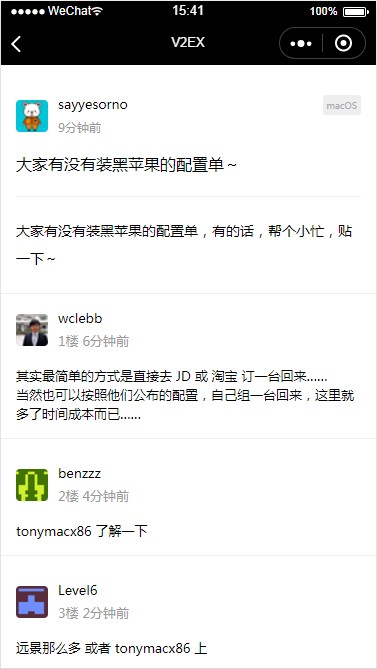 WeChat 15:41 100%
V2EX
sayyesorno macOS
9分钟前
大家有没有装黑苹果的配置单～
大家有没有装黑苹果的配置单，有的话，帮个小忙，贴
一下～
wclebb
1楼 6分钟前
其实最简单的方式是直接去 JD 或 淘宝 订一台回来......
当然也可以按照他们公布的配置，自己组一台回来，这里就
多了时间成本而已......
benzzz
2楼 4分钟前
tonymacx86 了解一下
Level6
3楼 2分钟前
远景那么多 或者 tonymacx86 上